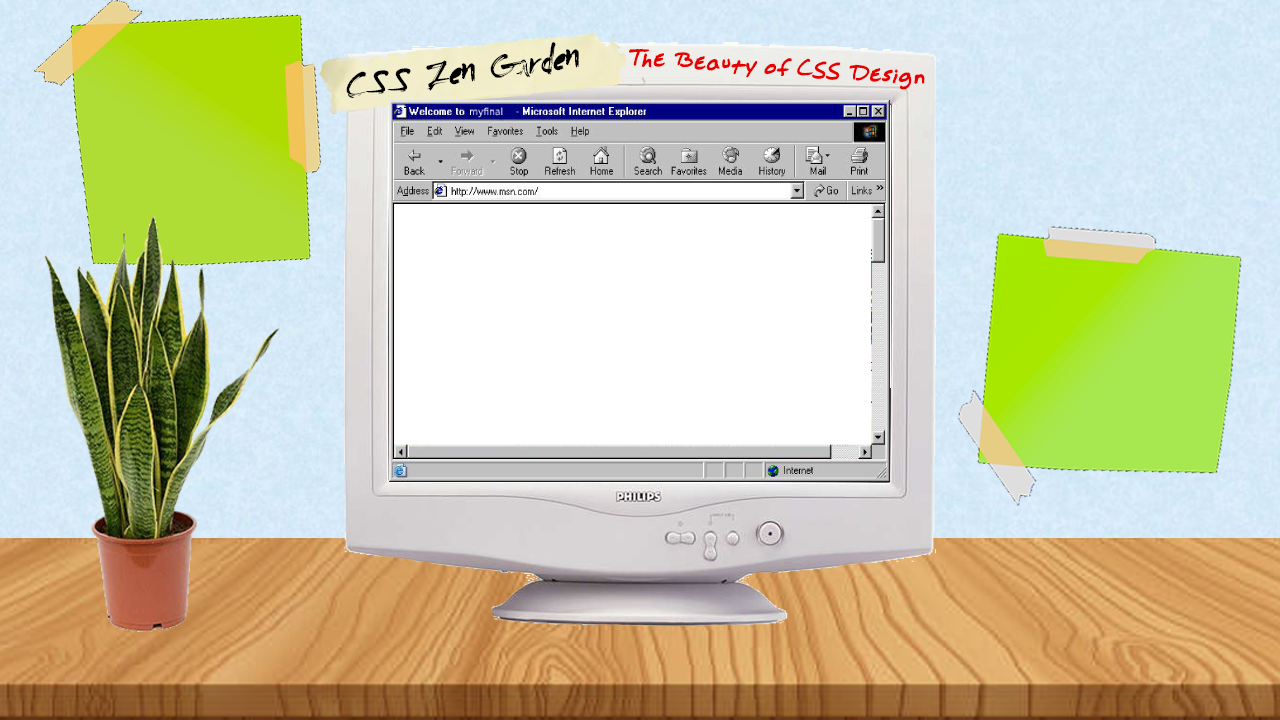 CSS Zen Garden
The Beauty of CSS Design
Welcome to myfinal - Microsoft Internet Explorer
File Edit View Favorites Tools Help
Back Forward Stop Refresh Home Search Favorites Media History Mail Print
Address http://www.msn.com/ Go Links »
Internet
PHILIPS